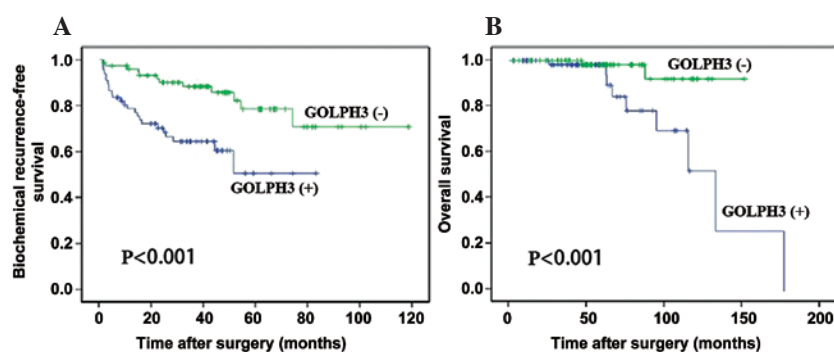 A
Biochemical recurrence-free
survival
1.0
0.8
0.6
0.4
0.2
0.0
GOLPH3 (-)
GOLPH3 (+)
P<0.001
0 20 40 60 80 100 120
Time after surgery (months)
B
Overall survival
1.0
0.8
0.6
0.4
0.2
0.0
GOLPH3 (-)
GOLPH3 (+)
P<0.001
0 50 100 150 200
Time after surgery (months)